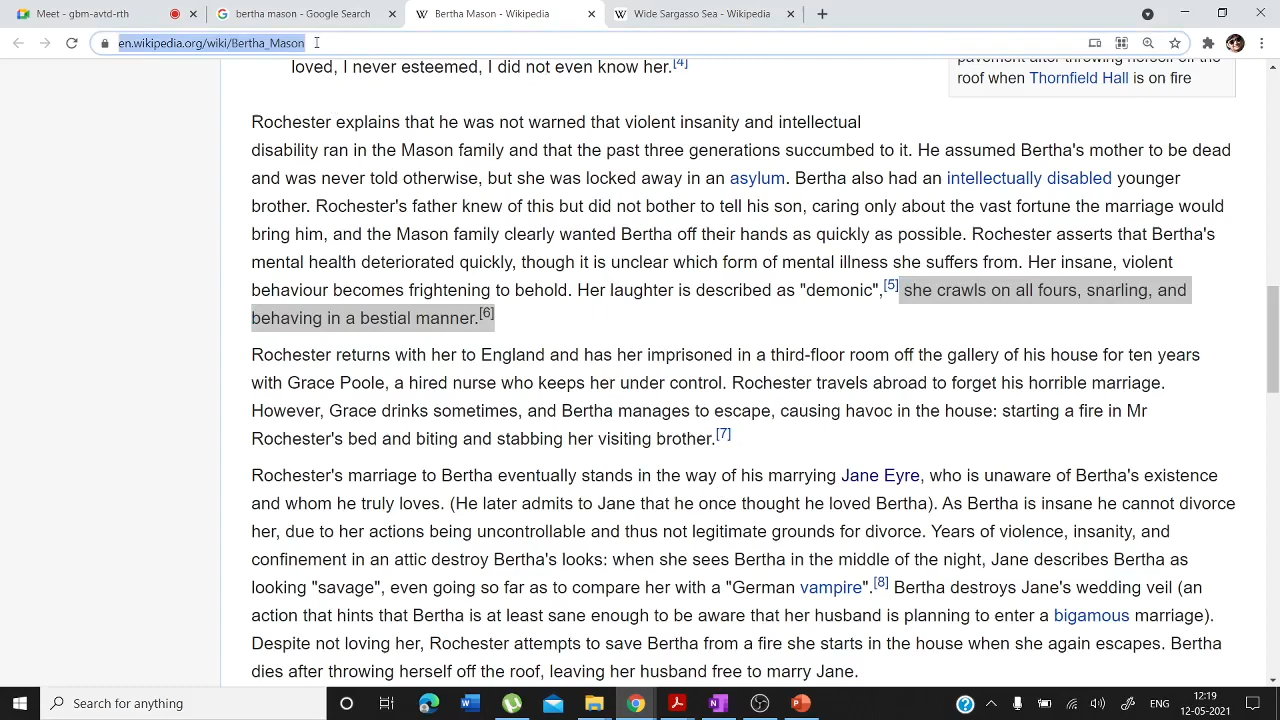 Meet - gbm-avtd-rth
bertha mason - Google Search
Bertha Mason - Wikipedia
Wide Sargasso Sea - Wikipedia
en.wikipedia.org/wiki/Bertha_Mason
loved, I never esteemed, I did not even know her.[4]
pavement after throwing herself off the
roof when Thornfield Hall is on fire
Rochester explains that he was not warned that violent insanity and intellectual
disability ran in the Mason family and that the past three generations succumbed to it. He assumed Bertha's mother to be dead
and was never told otherwise, but she was locked away in an asylum. Bertha also had an intellectually disabled younger
brother. Rochester's father knew of this but did not bother to tell his son, caring only about the vast fortune the marriage would
bring him, and the Mason family clearly wanted Bertha off their hands as quickly as possible. Rochester asserts that Bertha's
mental health deteriorated quickly, though it is unclear which form of mental illness she suffers from. Her insane, violent
behaviour becomes frightening to behold. Her laughter is described as "demonic",[5] she crawls on all fours, snarling, and
behaving in a bestial manner.[6]
Rochester returns with her to England and has her imprisoned in a third-floor room off the gallery of his house for ten years
with Grace Poole, a hired nurse who keeps her under control. Rochester travels abroad to forget his horrible marriage.
However, Grace drinks sometimes, and Bertha manages to escape, causing havoc in the house: starting a fire in Mr
Rochester's bed and biting and stabbing her visiting brother.[7]
Rochester's marriage to Bertha eventually stands in the way of his marrying Jane Eyre, who is unaware of Bertha's existence
and whom he truly loves. (He later admits to Jane that he once thought he loved Bertha). As Bertha is insane he cannot divorce
her, due to her actions being uncontrollable and thus not legitimate grounds for divorce. Years of violence, insanity, and
confinement in an attic destroy Bertha's looks: when she sees Bertha in the middle of the night, Jane describes Bertha as
looking "savage", even going so far as to compare her with a "German vampire".[8] Bertha destroys Jane's wedding veil (an
action that hints that Bertha is at least sane enough to be aware that her husband is planning to enter a bigamous marriage).
Despite not loving her, Rochester attempts to save Bertha from a fire she starts in the house when she again escapes. Bertha
dies after throwing herself off the roof, leaving her husband free to marry Jane.
Search for anything
ENG
12:19
12-05-2021